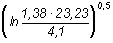 (ln 1,38 · 23,23 / 4,1)^0,5